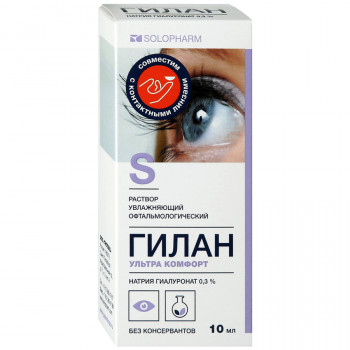 SOLOPHARM
СОВМЕСТИМ
С КОНТАКТНЫМИ ЛИНЗАМИ
S
РАСТВОР
УВЛАЖНЯЮЩИЙ
ОФТАЛЬМОЛОГИЧЕСКИЙ
ГИЛАН
УЛЬТРА КОМФОРТ
НАТРИЯ ГИАЛУРОНАТ 0,3 %
БЕЗ КОНСЕРВАНТОВ
10 мл